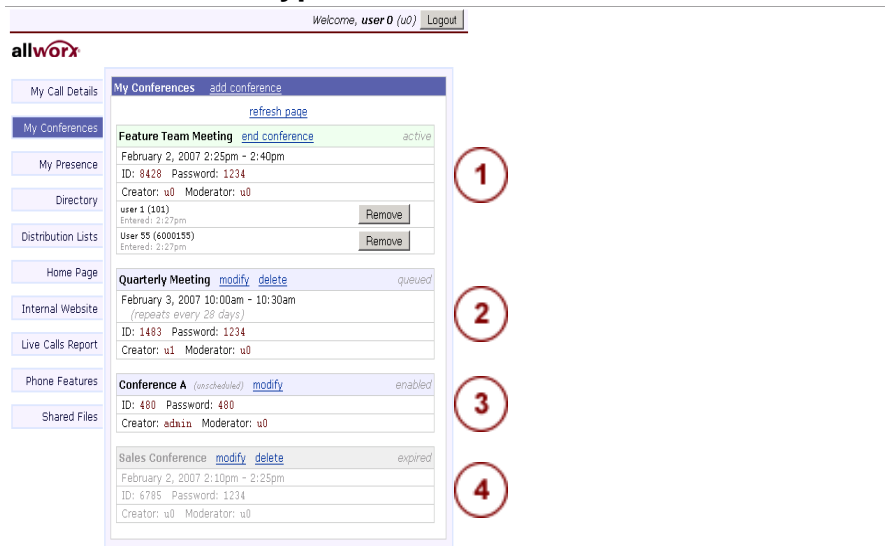 Welcome, user 0 (u0) Logout
allworx
My Call Details
My Conferences
My Presence
Directory
Distribution Lists
Home Page
Internal Website
Live Calls Report
Phone Features
Shared Files
My Conferences add conference
refresh page
Feature Team Meeting end conference active
February 2, 2007 2:25pm - 2:40pm
ID: 8428 Password: 1234
Creator: u0 Moderator: u0
user 1 (101)
Entered: 2:27pm
Remove
User 55 (6000155)
Entered: 2:27pm
Remove
1
Quarterly Meeting modify delete queued
February 3, 2007 10:00am - 10:30am
(repeats every 28 days)
ID: 1483 Password: 1234
Creator: u1 Moderator: u0
2
Conference A (unscheduled) modify enabled
ID: 480 Password: 480
Creator: admin Moderator: u0
3
Sales Conference modify delete expired
February 2, 2007 2:10pm - 2:25pm
ID: 6785 Password: 1234
Creator: u0 Moderator: u0
4